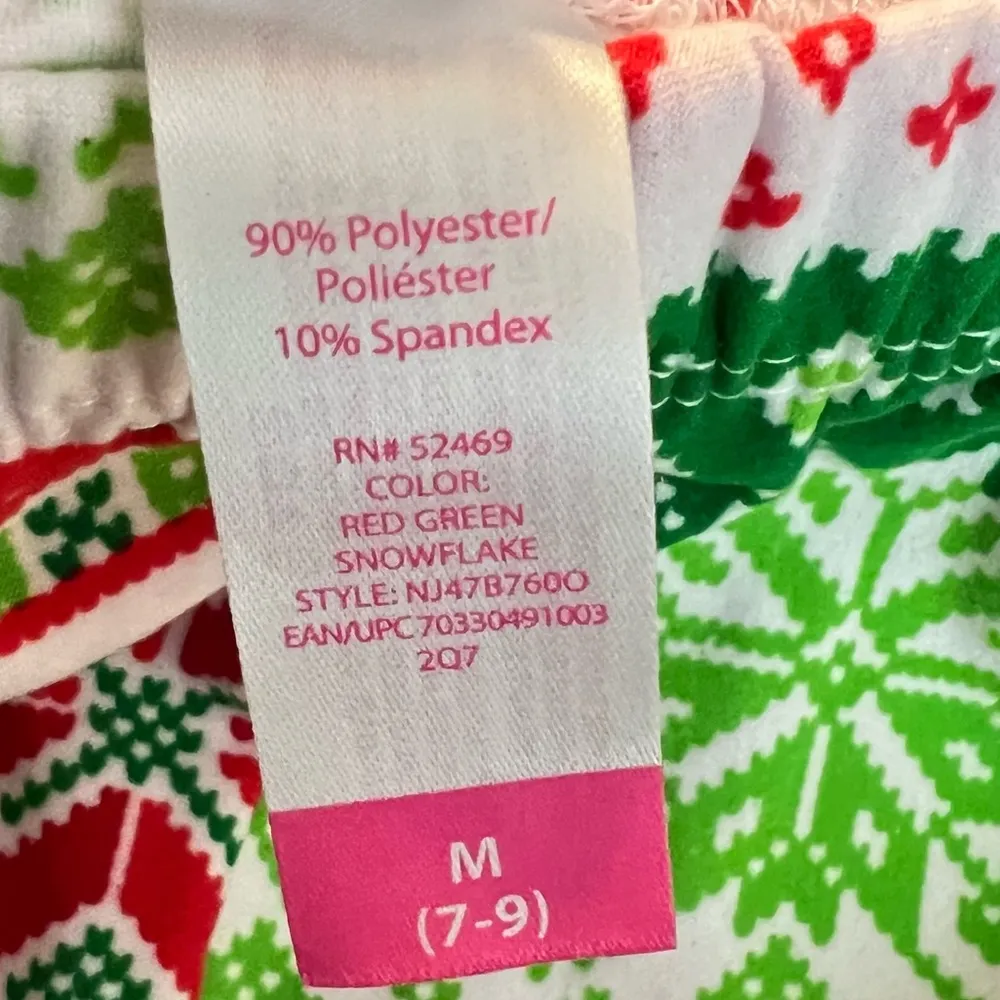 90% Polyester/
Poliéster
10% Spandex
RN# 52469
COLOR:
RED GREEN
SNOWFLAKE
STYLE: NJ47B760O
EAN/UPC 70330491003
2Q7
M
(7-9)